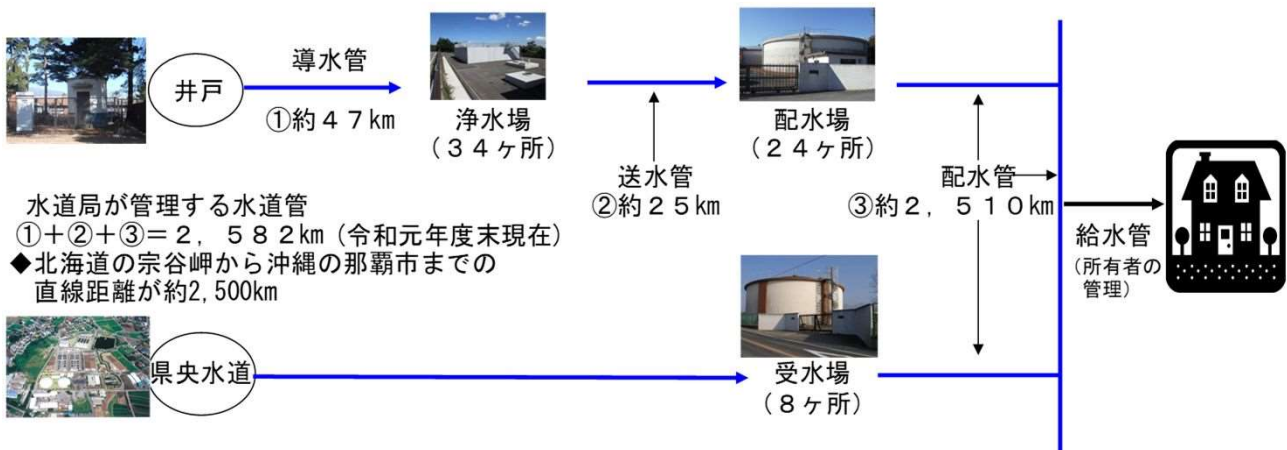 井戸
導水管
①約４７km
浄水場
（３４ヶ所）
送水管
②約２５km
配水場
（２４ヶ所）
配水管
③約２，５１０km
給水管
（所有者の
管理）
水道局が管理する水道管
①＋②＋③＝２，５８２km（令和元年度末現在）
◆北海道の宗谷岬から沖縄の那覇市までの
直線距離が約2,500km
県央水道
受水場
（８ヶ所）